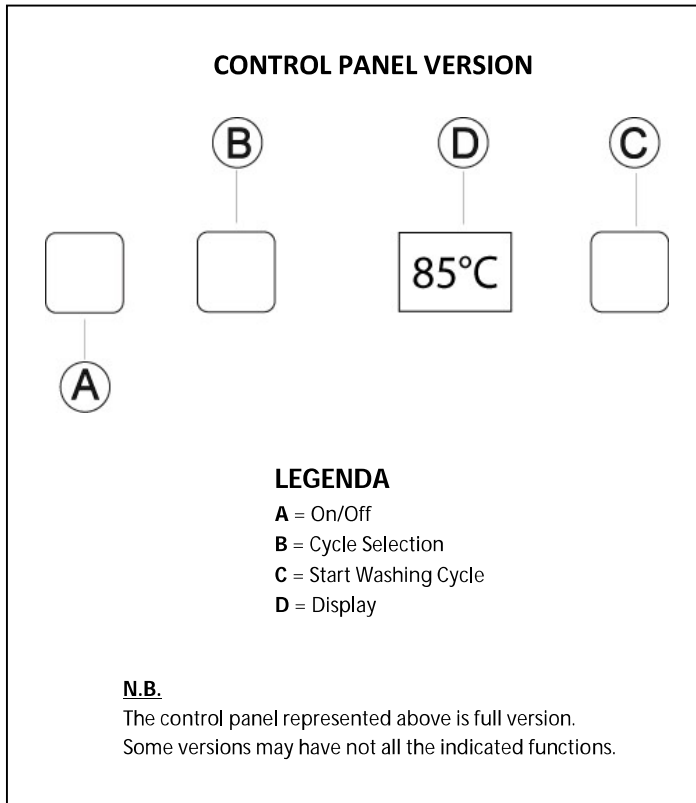 CONTROL PANEL VERSION
B
D
C
85°C
A
LEGENDA
A = On/Off
B = Cycle Selection
C = Start Washing Cycle
D = Display
N.B.
The control panel represented above is full version.
Some versions may have not all the indicated functions.